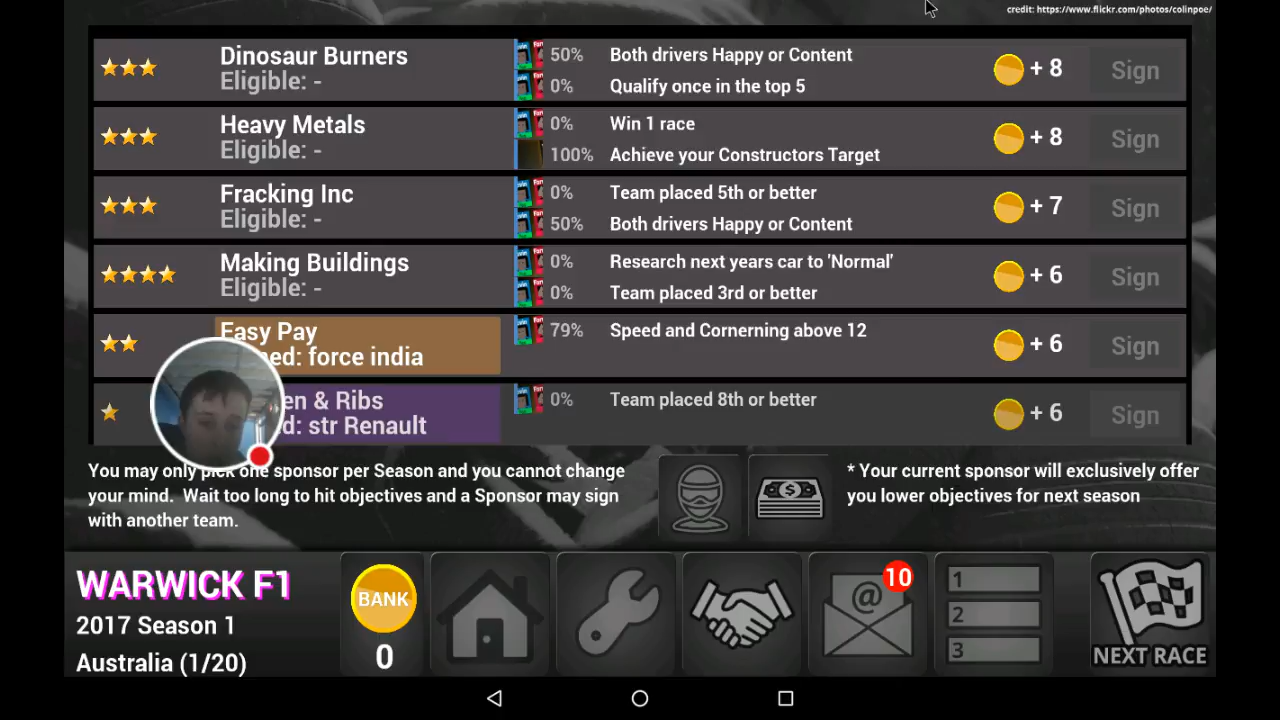 credit: https://www.flickr.com/photos/colinpoe/
Dinosaur Burners
Eligible: -
50% Both drivers Happy or Content
0% Qualify once in the top 5
+ 8
Sign
Heavy Metals
Eligible: -
0% Win 1 race
100% Achieve your Constructors Target
+ 8
Sign
Fracking Inc
Eligible: -
0% Team placed 5th or better
50% Both drivers Happy or Content
+ 7
Sign
Making Buildings
Eligible: -
0% Research next years car to 'Normal'
0% Team placed 3rd or better
+ 6
Sign
Easy Pay
ed: force india
79% Speed and Cornerning above 12
+ 6
Sign
en & Ribs
d: str Renault
0% Team placed 8th or better
+ 6
Sign
You may only pick one sponsor per Season and you cannot change
your mind. Wait too long to hit objectives and a Sponsor may sign
with another team.
* Your current sponsor will exclusively offer
you lower objectives for next season
WARWICK F1
2017 Season 1
Australia (1/20)
BANK
0
@
10
1
2
3
NEXT RACE